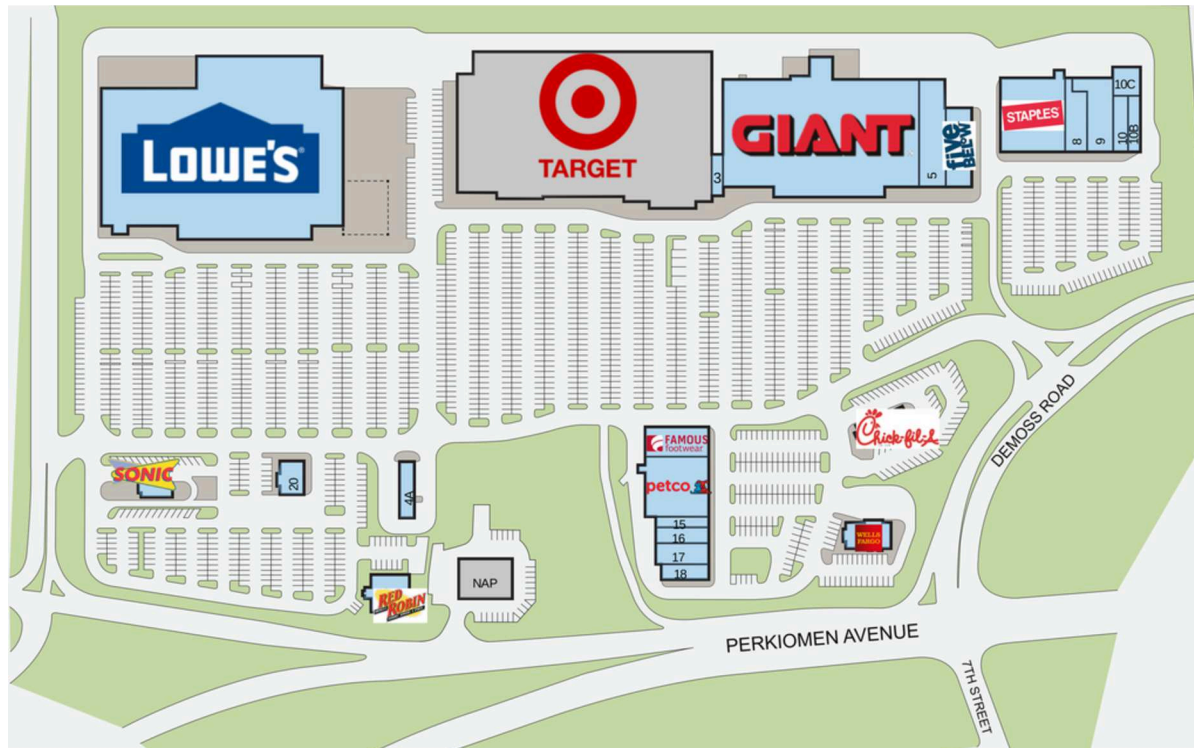 LOWE'S®
TARGET
3
GIANT
5
five
BELOW
STAPLES
8
9
10
10B
10C
SONIC
20
4A
NAP
RED
ROBIN
FAMOUS
footwear
petco
15
16
17
18
Chick-fil-A
WELLS
FARGO
DEMOSS ROAD
PERKIOMEN AVENUE
7TH STREET